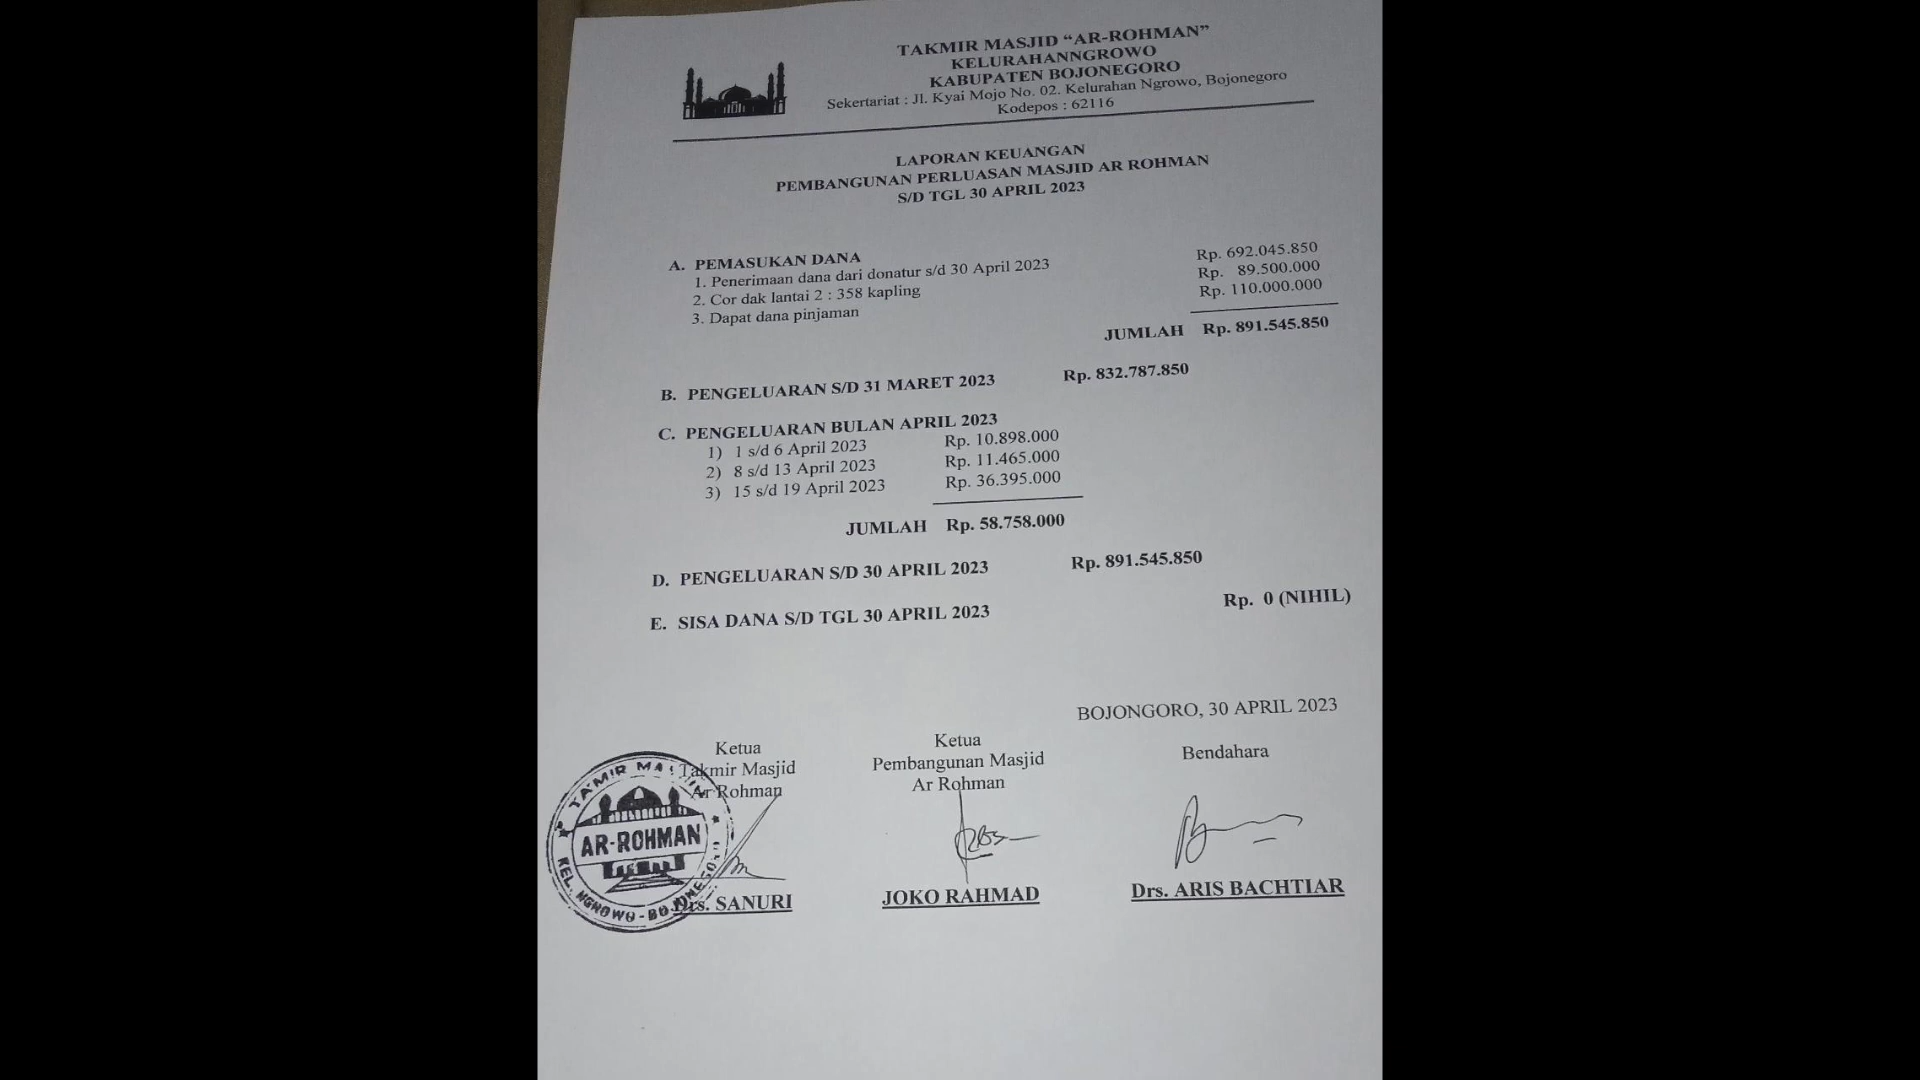 TAKMIR MASJID “AR-ROHMAN”
KELURAHANNGROWO
KABUPATEN BOJONEGORO
Sekertariat : Jl. Kyai Mojo No. 02. Kelurahan Ngrowo, Bojonegoro
Kodepos : 62116
LAPORAN KEUANGAN
PEMBANGUNAN PERLUASAN MASJID AR ROHMAN
S/D TGL 30 APRIL 2023
A. PEMASUKAN DANA
1. Penerimaan dana dari donatur s/d 30 April 2023 Rp. 692.045.850
2. Cor dak lantai 2 : 358 kapling Rp. 89.500.000
3. Dapat dana pinjaman Rp. 110.000.000
JUMLAH Rp. 891.545.850
B. PENGELUARAN S/D 31 MARET 2023 Rp. 832.787.850
C. PENGELUARAN BULAN APRIL 2023
1) 1 s/d 6 April 2023 Rp. 10.898.000
2) 8 s/d 13 April 2023 Rp. 11.465.000
3) 15 s/d 19 April 2023 Rp. 36.395.000
JUMLAH Rp. 58.758.000
D. PENGELUARAN S/D 30 APRIL 2023 Rp. 891.545.850
E. SISA DANA S/D TGL 30 APRIL 2023 Rp. 0 (NIHIL)
BOJONGORO, 30 APRIL 2023
Ketua
Takmir Masjid
Ar Rohman
Ketua
Pembangunan Masjid
Ar Rohman
Bendahara
TA'MIR MASJID
AR-ROHMAN
KEL. NGROWO - BOJONEGORO
Drs. SANURI
JOKO RAHMAD
Drs. ARIS BACHTIAR